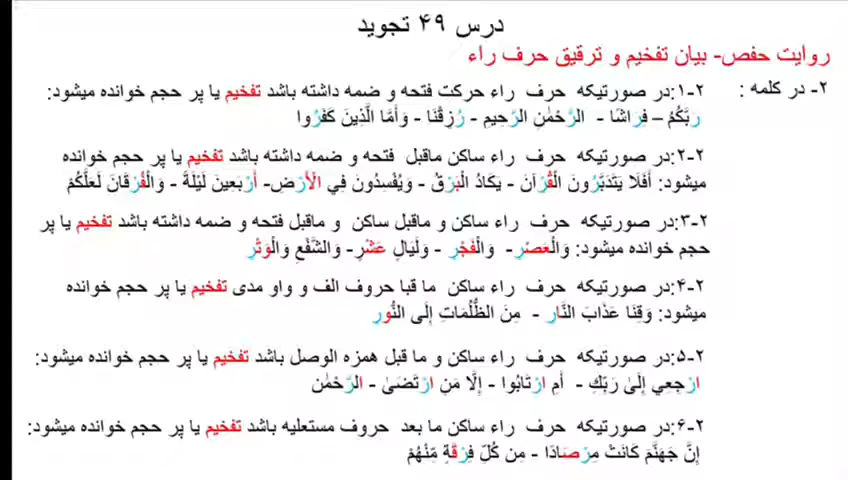 درس ۴۹ تجوید
روایت حفص- بیان تفخیم و ترقیق حرف راء
۲- در کلمه :
۲-۱:در صورتیکه حرف راء حرکت فتحه و ضمه داشته باشد تفخیم یا پر حجم خوانده میشود:
ربَّكُمْ – فِرَاشًا - الرَّحْمَٰنِ الرَّحِيمِ - رُزِقْنَا - وَأَمَّا الَّذِينَ كَفَرُوا
۲-۲:در صورتیکه حرف راء ساکن ماقبل فتحه و ضمه داشته باشد تفخیم یا پر حجم خوانده
میشود: أَفَلَا يَتَدَبَّرُونَ الْقُرْآنَ - يَكَادُ الْبَرْقُ - وَيُفْسِدُونَ فِي الْأَرْضِ- أَرْبَعِينَ لَيْلَةً - وَالْفُرْقَانَ لَعَلَّكُمْ
۲-۳:در صورتیکه حرف راء ساکن و ماقبل ساکن و ماقبل فتحه و ضمه داشته باشد تفخیم یا پر
حجم خوانده میشود: وَالْعَصْرِ- وَالْفَجْرِ - وَلَيَالٍ عَشْرٍ- وَالشَّفْعِ وَالْوَتْرِ
۲-۴:در صورتیکه حرف راء ساکن ما قبا حروف الف و واو مدی تفخیم یا پر حجم خوانده
میشود: وَقِنَا عَذَابَ النَّارِ - مِنَ الظُّلُمَاتِ إِلَى النُّورِ
۲-۵:در صورتیکه حرف راء ساکن و ما قبل همزه الوصل باشد تفخیم یا پر حجم خوانده میشود:
ارْجِعِي إِلَىٰ رَبِّكِ - أَمِ ارْتَابُوا - إِلَّا مَنِ ارْتَضَىٰ - الرَّحْمَٰن
۲-۶:در صورتیکه حرف راء ساکن ما بعد حروف مستعلیه باشد تفخیم یا پر حجم خوانده میشود:
إِنَّ جَهَنَّمَ كَانَتْ مِرْصَادًا - مِن كُلِّ فِرْقَةٍ مِّنْهُمْ